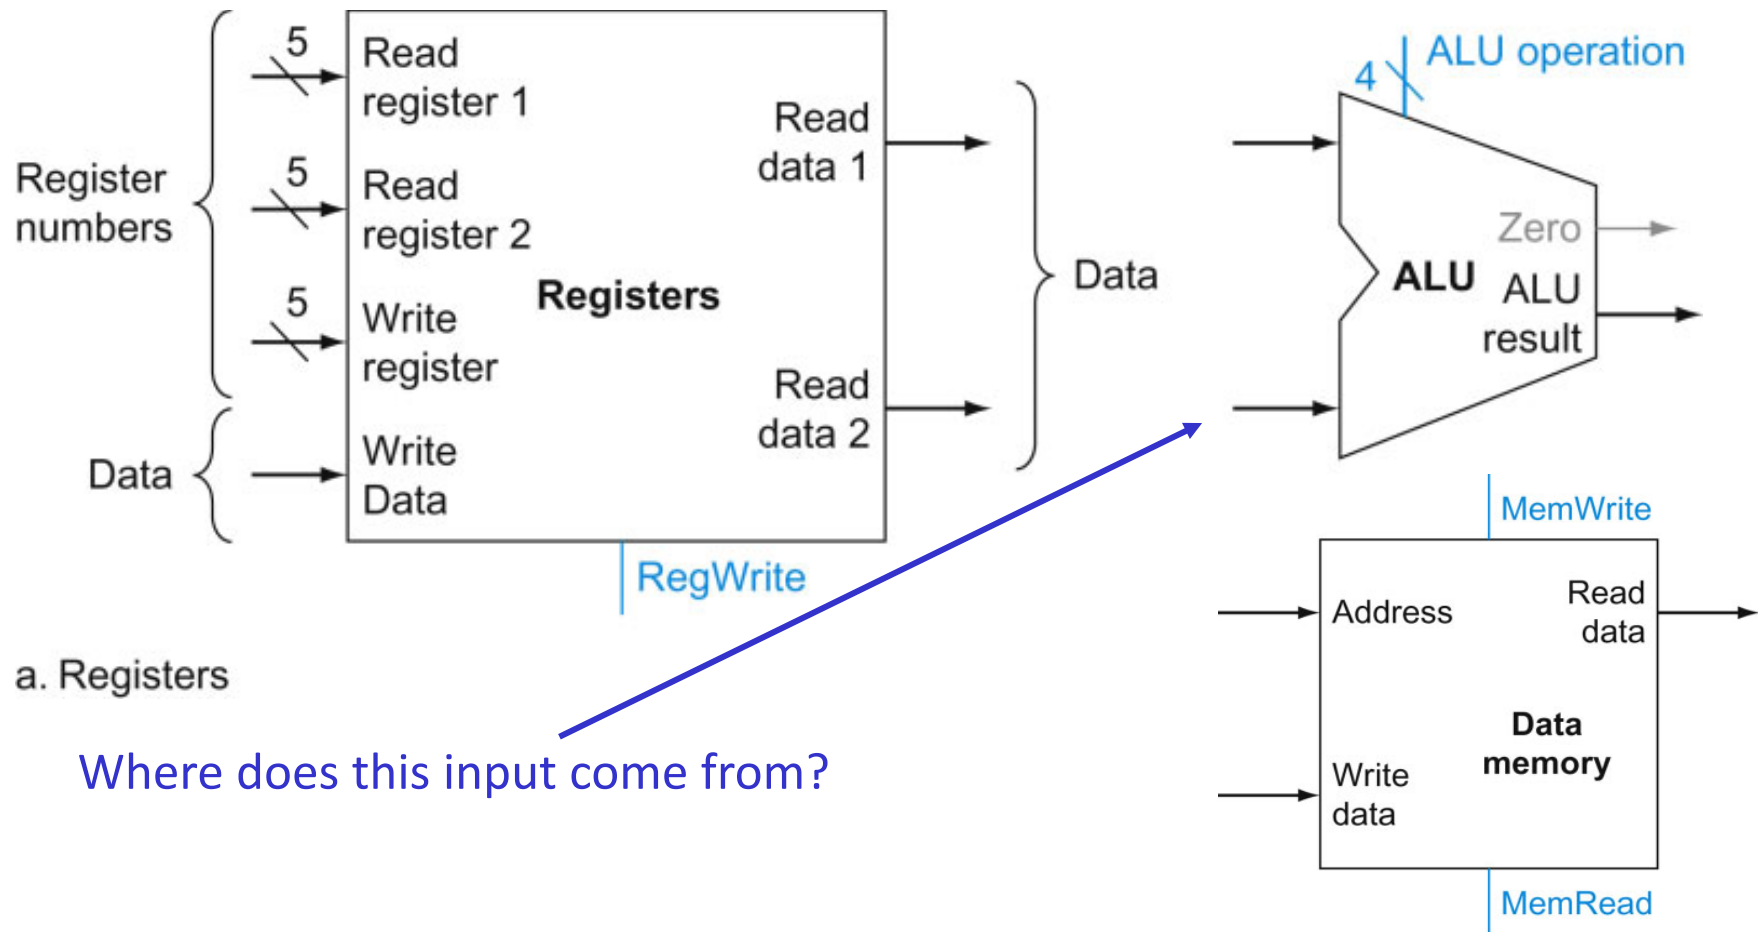 Register
numbers
5
Read
register 1
5
Read
register 2
5
Write
register
Data
Write
Data
Registers
Read
data 1
Read
data 2
RegWrite
Data
4
ALU operation
ALU
Zero
ALU
result
MemWrite
Address
Read
data
Data
memory
Write
data
MemRead
a. Registers
Where does this input come from?